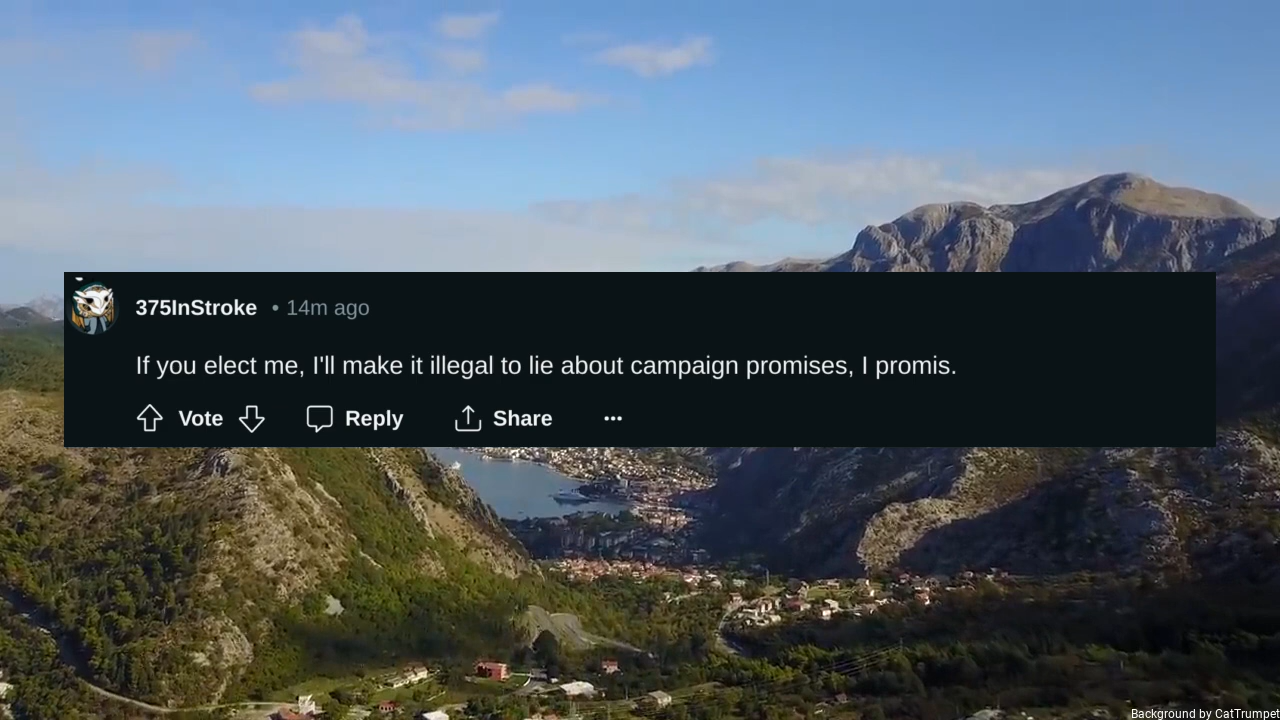 375InStroke • 14m ago
If you elect me, I'll make it illegal to lie about campaign promises, I promis.
Vote Reply Share ...
Background by CatTrumpet